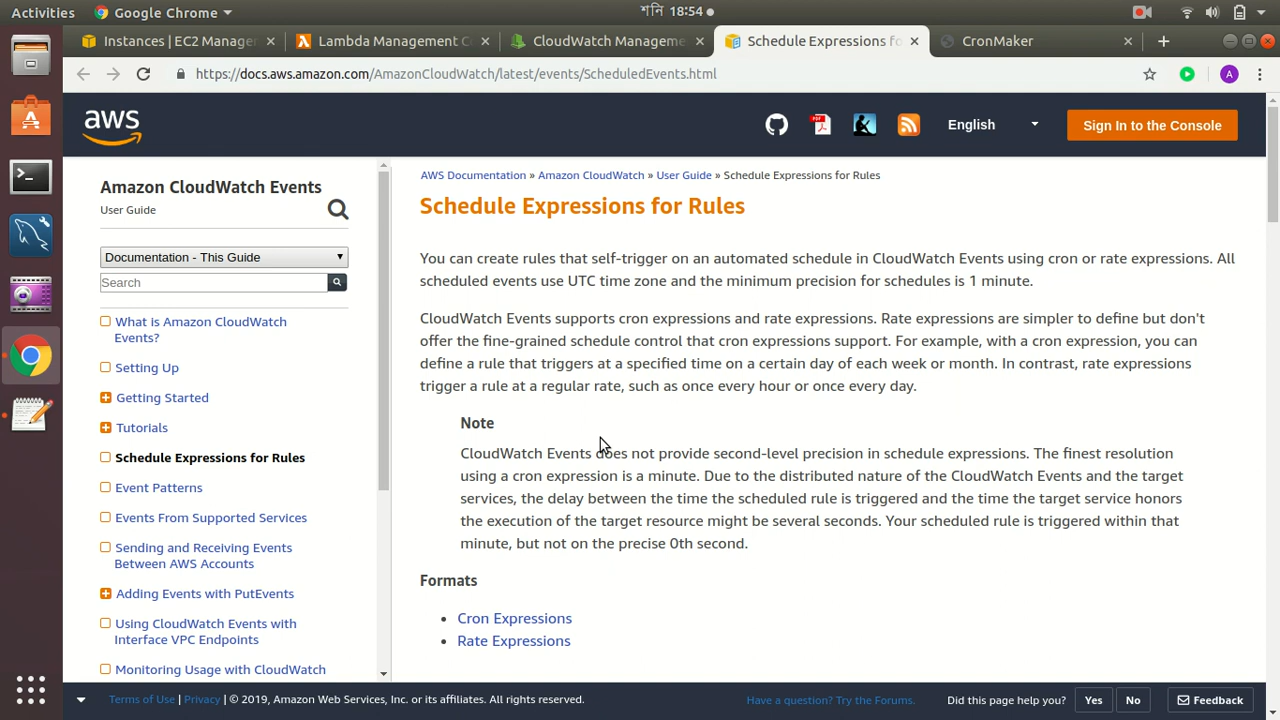 Activities Google Chrome শনি 18:54
Instances | EC2 Manager Lambda Management C CloudWatch Manageme Schedule Expressions fo CronMaker
https://docs.aws.amazon.com/AmazonCloudWatch/latest/events/ScheduledEvents.html A
aws PDF English Sign In to the Console
Amazon CloudWatch Events
User Guide
Documentation - This Guide
Search
What is Amazon CloudWatch
Events?
Setting Up
Getting Started
Tutorials
Schedule Expressions for Rules
Event Patterns
Events From Supported Services
Sending and Receiving Events
Between AWS Accounts
Adding Events with PutEvents
Using CloudWatch Events with
Interface VPC Endpoints
Monitoring Usage with CloudWatch
AWS Documentation » Amazon CloudWatch » User Guide » Schedule Expressions for Rules
Schedule Expressions for Rules
You can create rules that self-trigger on an automated schedule in CloudWatch Events using cron or rate expressions. All
scheduled events use UTC time zone and the minimum precision for schedules is 1 minute.
CloudWatch Events supports cron expressions and rate expressions. Rate expressions are simpler to define but don't
offer the fine-grained schedule control that cron expressions support. For example, with a cron expression, you can
define a rule that triggers at a specified time on a certain day of each week or month. In contrast, rate expressions
trigger a rule at a regular rate, such as once every hour or once every day.
Note
CloudWatch Events does not provide second-level precision in schedule expressions. The finest resolution
using a cron expression is a minute. Due to the distributed nature of the CloudWatch Events and the target
services, the delay between the time the scheduled rule is triggered and the time the target service honors
the execution of the target resource might be several seconds. Your scheduled rule is triggered within that
minute, but not on the precise 0th second.
Formats
Cron Expressions
Rate Expressions
Terms of Use | Privacy | © 2019, Amazon Web Services, Inc. or its affiliates. All rights reserved. Have a question? Try the Forums. Did this page help you? Yes No Feedback